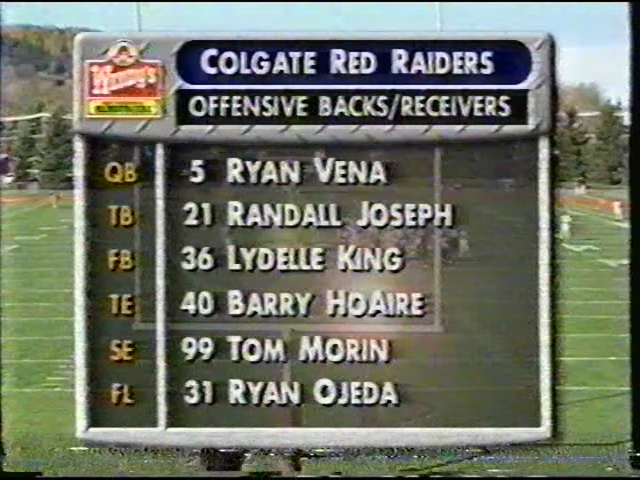 Wendy's
COLGATE RED RAIDERS
OFFENSIVE BACKS/RECEIVERS
QB 5 RYAN VENA
TB 21 RANDALL JOSEPH
FB 36 LYDELLE KING
TE 40 BARRY HOAIRE
SE 99 TOM MORIN
FL 31 RYAN OJEDA